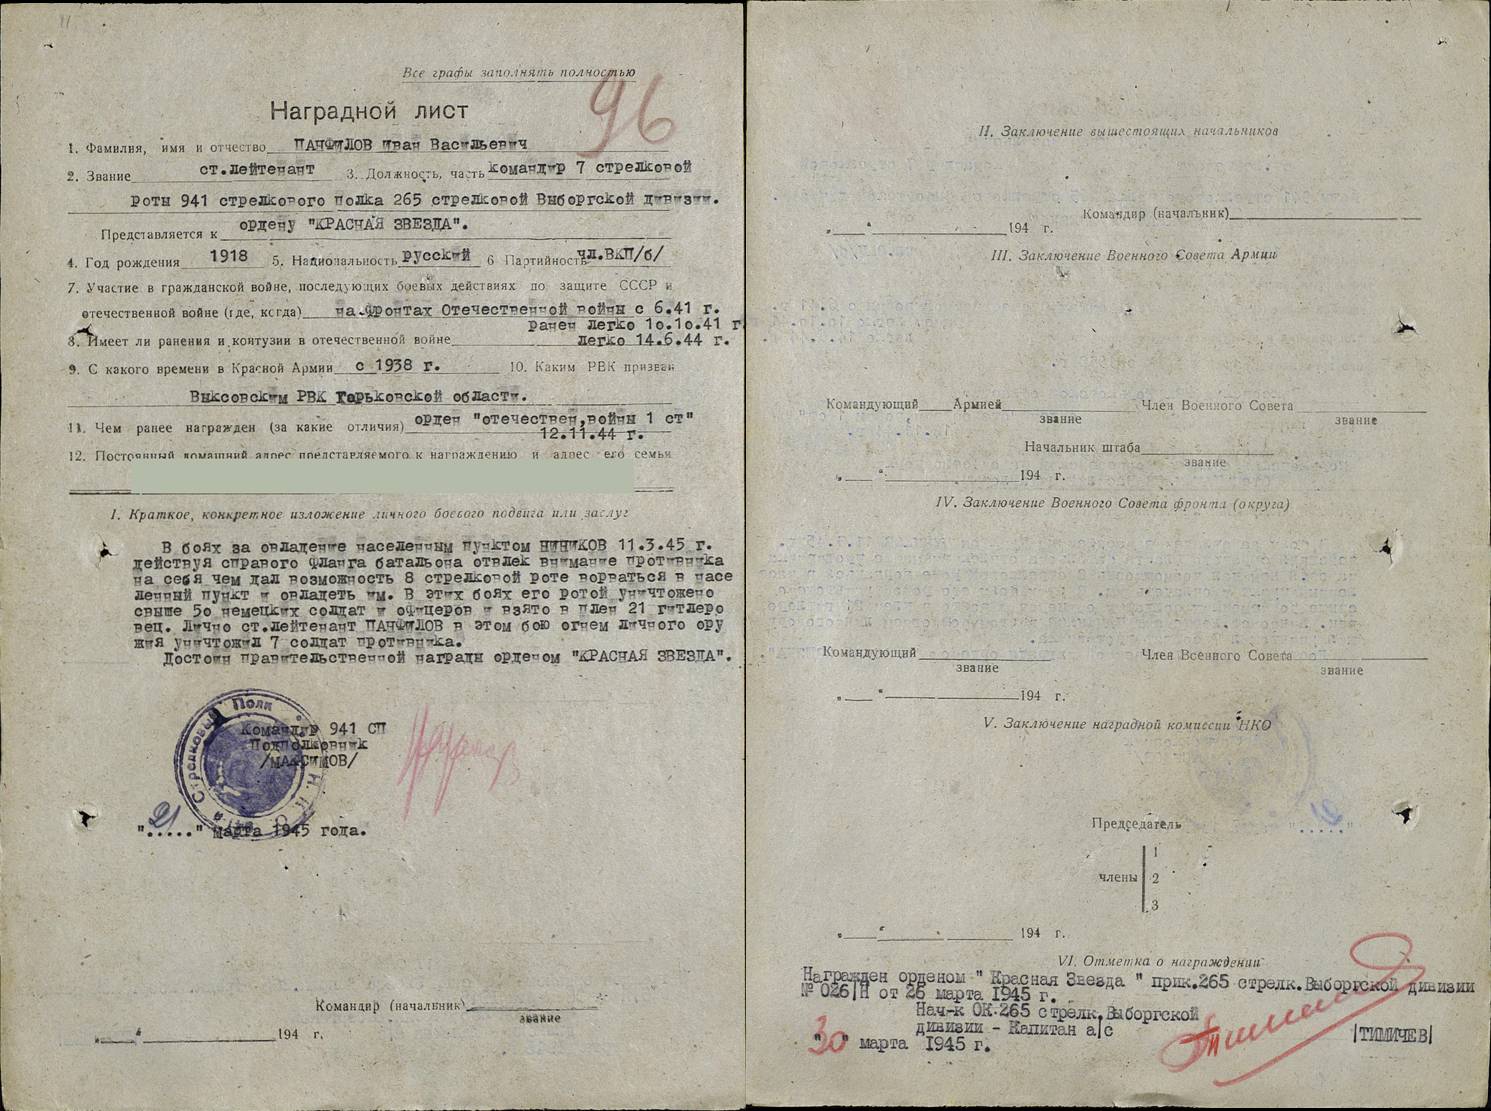 Все графы заполнять полностью
96
Наградной лист
1. Фамилия, имя и отчество ПАНФИЛОВ Иван Васильевич
2. Звание ст.лейтенант 3. Должность, часть командир 7 стрелковой
роты 941 стрелкового полка 265 стрелковой Выборгской дивизии.
Представляется к ордену "КРАСНАЯ ЗВЕЗДА".
4. Год рождения 1918 5. Национальность русский 6 Партийность чл.ВКП/б/
7. Участие в гражданской войне, последующих боевых действиях по защите СССР и
отечественной войне (где, когда) на фронтах Отечественной войны с 6.41 г.
ранен легко 10.10.41 г
8. Имеет ли ранения и контузии в отечественной войне легко 14.6.44 г.
9. С какого времени в Красной Армии с 1938 г. 10. Каким РВК призван
Выксовским РВК Горьковской области.
11. Чем ранее награжден (за какие отличия) орден "отечествен,войны 1 ст"
12.11.44 г.
12. Постоянный домашний адрес представляемого к награждению и адрес его семьи
I. Краткое, конкретное изложение личного боевого подвига или заслуг
В боях за овладение населенным пунктом НИНИКОВ 11.3.45 г.
действуя справого фланга батальона отвлек внимание противника
на себя чем дал возможность 8 стрелковой роте ворваться в насе
ленный пункт и овладеть им. В этих боях его ротой уничтожено
свыше 50 немецких солдат и офицеров и взято в плен 21 гитлеро
вец. Лично ст.лейтенант ПАНФИЛОВ в этом бою огнем личного ору
жия уничтожил 7 солдат противника.
Достоин правительственной награды орденом "КРАСНАЯ ЗВЕЗДА".
Стрелковый Полк
Н. К. О.
Командир 941 СП
Подполковник
/МАКСИМОВ/
"21" марта 1945 года.
Командир (начальник)
звание
„ “ 194 г.
II. Заключение вышестоящих начальников
Командир (начальник)
„ “ 194 г.
III. Заключение Военного Совета Армии
Командующий Армией Член Военного Совета
звание звание
Начальник штаба
звание
„ “ 194 г.
IV. Заключение Военного Совета фронта (округа)
Командующий Член Военного Совета
звание звание
„ “ 194 г.
V. Заключение наградной комиссии НКО
Председатель
члены 1
2
3
„ “ 194 г.
VI. Отметка о награждении
Награжден орденом " Красная Звезда " прик.265 стрелк.Выборгской дивизии
№ 026/Н от 26 марта 1945 г.
Нач-к ОК.265 стрелк.Выборгской
дивизии - Капитан а/с
/ТИМИЧЕВ/
"30" марта 1945 г.